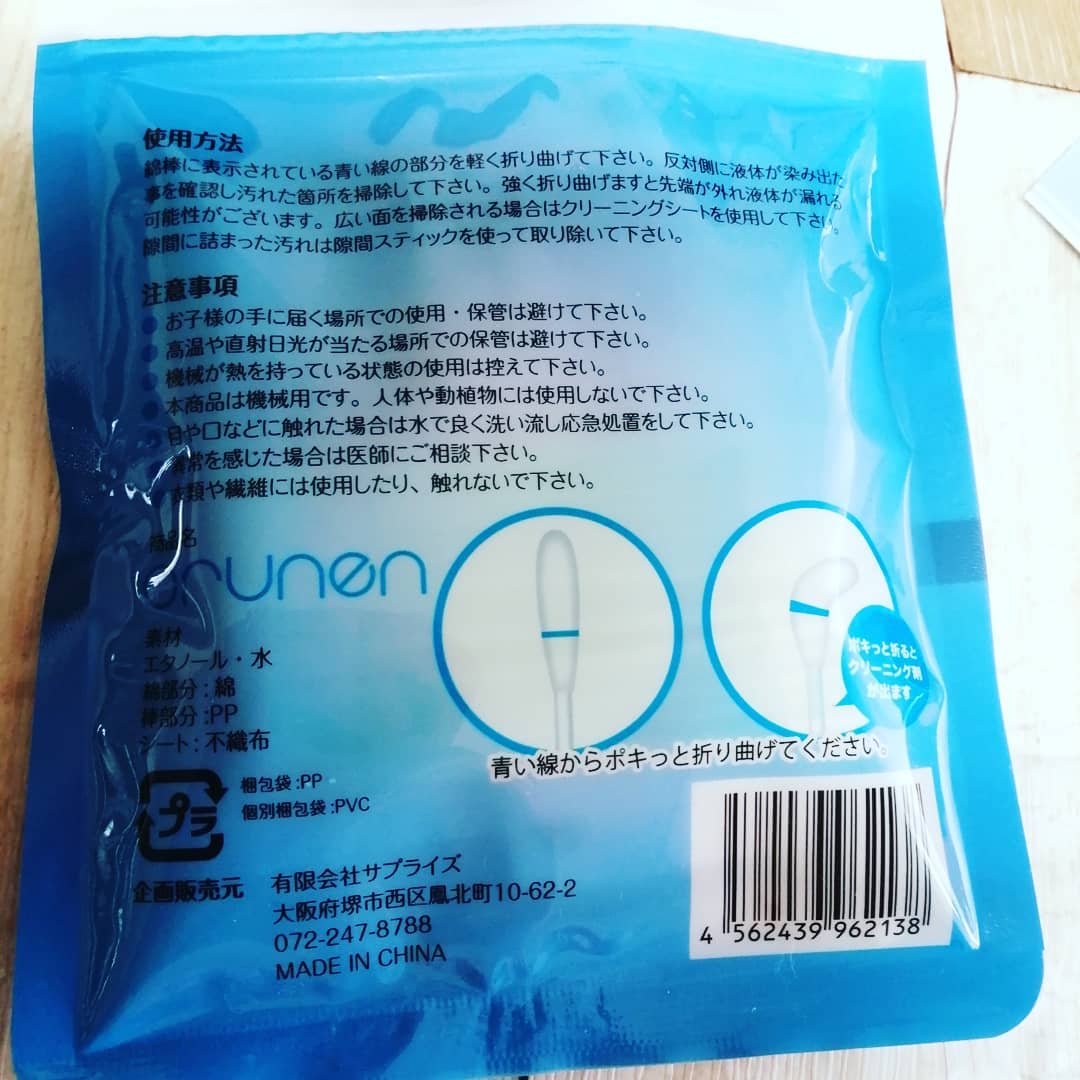 使用方法
綿棒に表示されている青い線の部分を軽く折り曲げて下さい。反対側に液体が染み出た
事を確認し汚れた箇所を掃除して下さい。強く折り曲げますと先端が外れ液体が漏れる
可能性がございます。広い面を掃除される場合はクリーニングシートを使用して下さい。
隙間に詰まった汚れは隙間スティックを使って取り除いて下さい。
注意事項
お子様の手に届く場所での使用・保管は避けて下さい。
高温や直射日光が当たる場所での保管は避けて下さい。
機械が熱を持っている状態の使用は控えて下さい。
本商品は機械用です。人体や動植物には使用しないで下さい。
目や口などに触れた場合は水で良く洗い流し応急処置をして下さい。
異常を感じた場合は医師にご相談下さい。
衣類や繊維には使用したり、触れないで下さい。
商品名
素材
エタノール・水
綿部分:綿
棒部分:PP
シート:不織布
ポキっと折ると
クリーニング剤
が出ます
青い線からポキっと折り曲げてください。
プラ
梱包袋:PP
個別梱包袋:PVC
企画販売元
有限会社サプライズ
大阪府堺市西区鳳北町10-62-2
072-247-8788
MADE IN CHINA
4 562439 962138